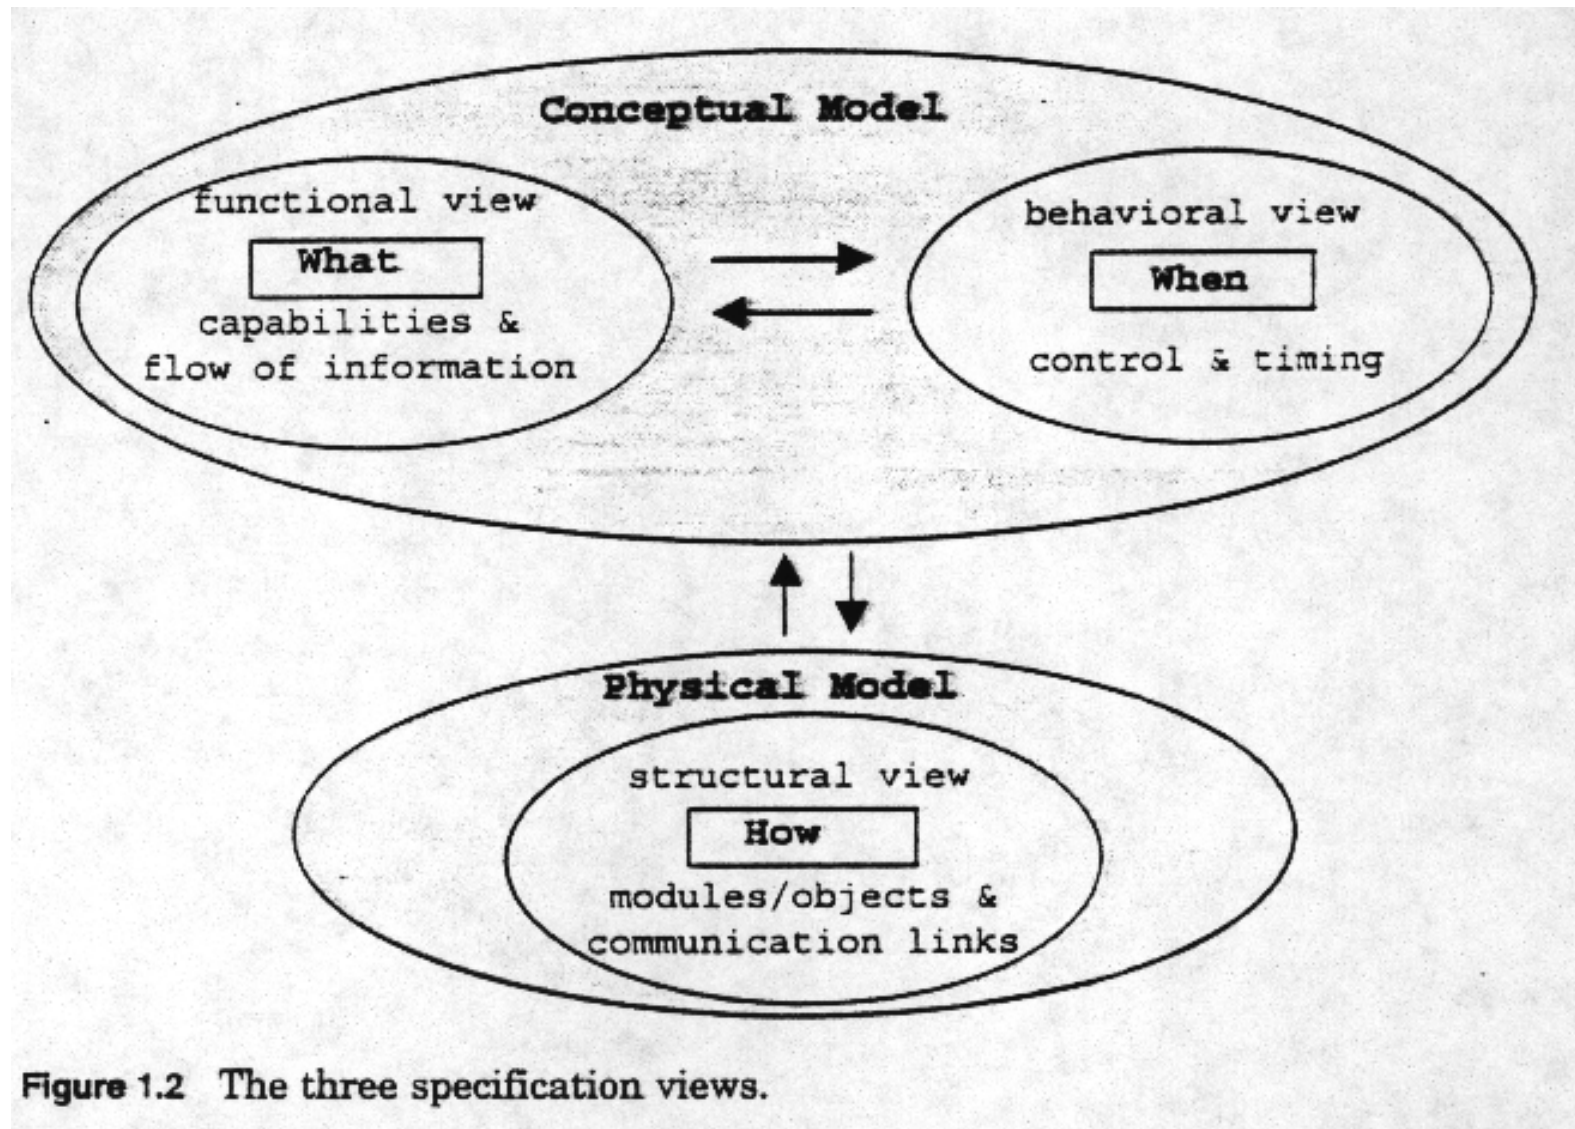 Conceptual Model
functional view
What
capabilities &
flow of information
behavioral view
When
control & timing
Physical Model
structural view
How
modules/objects &
communication links
Figure 1.2 The three specification views.